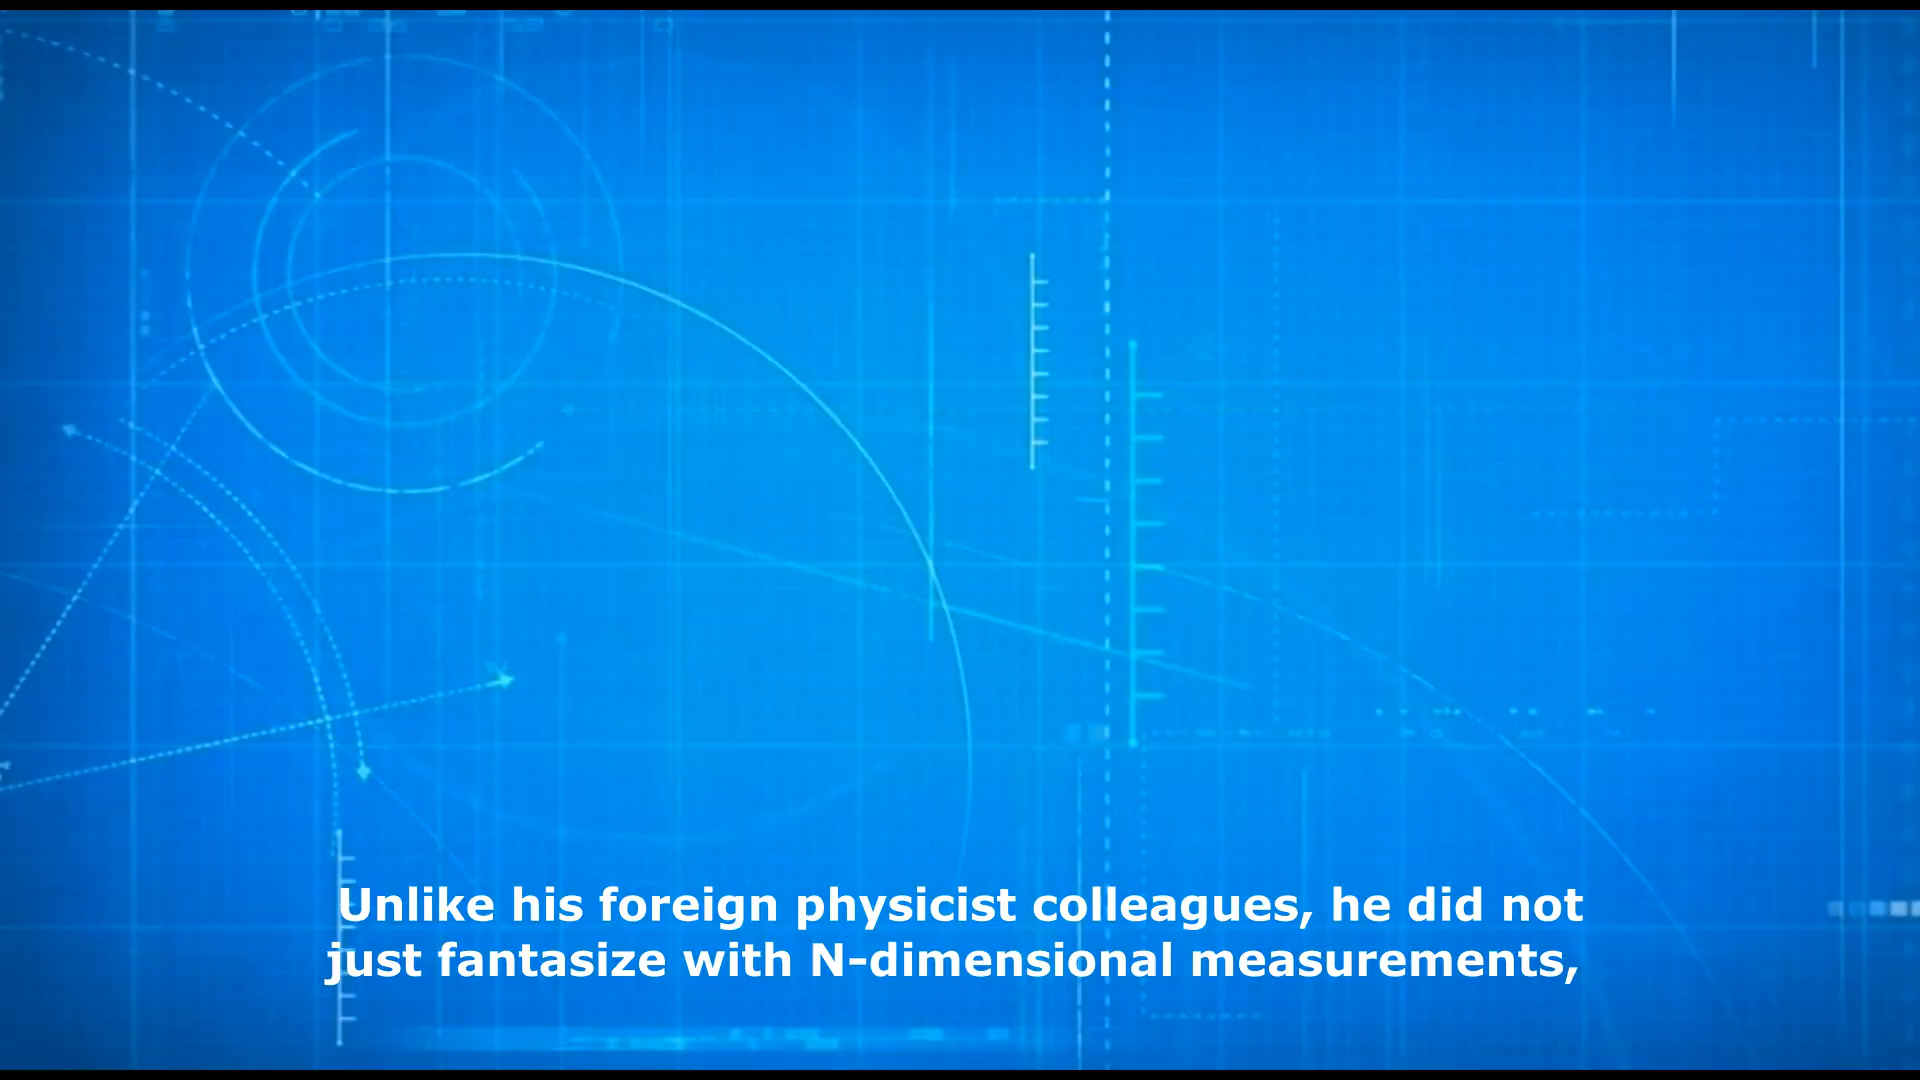 Unlike his foreign physicist colleagues, he did not
just fantasize with N-dimensional measurements,